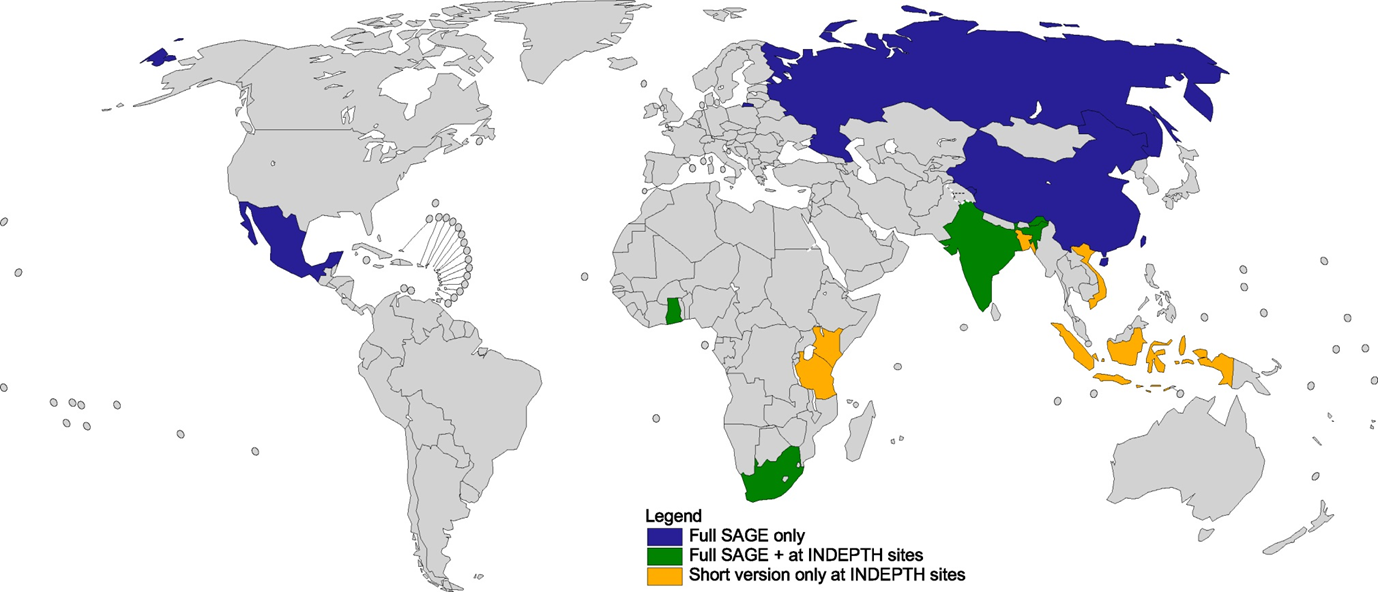 Legend
Full SAGE only
Full SAGE + at INDEPTH sites
Short version only at INDEPTH sites